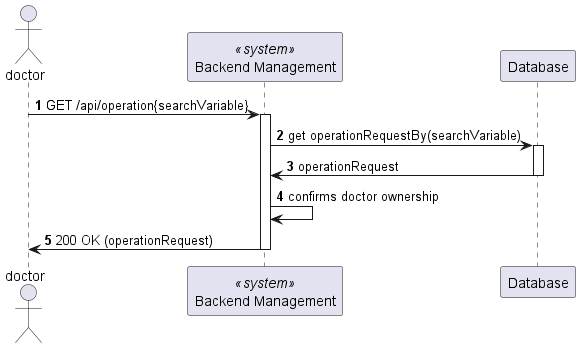 doctor
«system»
Backend Management
Database
1 GET /api/operation{searchVariable}
2 get operationRequestBy(searchVariable)
3 operationRequest
4 confirms doctor ownership
5 200 OK (operationRequest)
doctor
«system»
Backend Management
Database